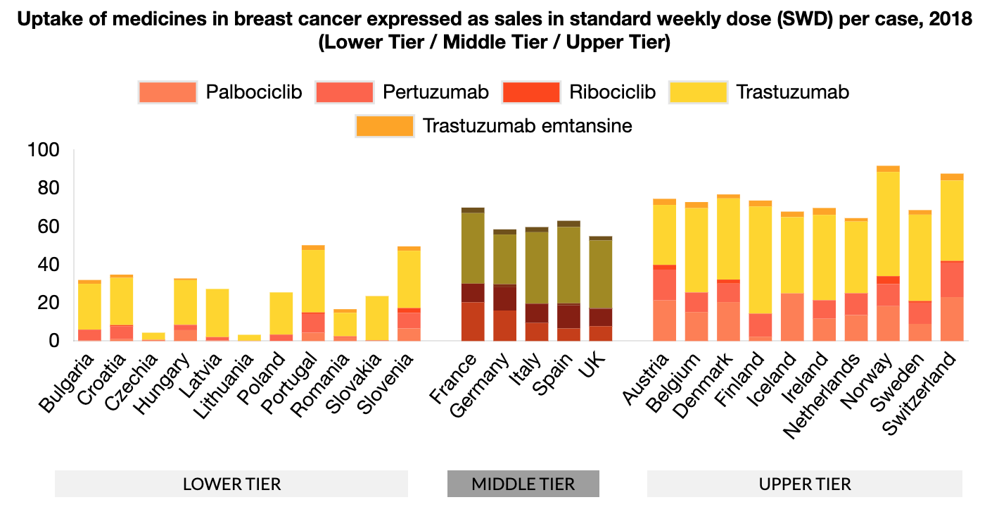 Uptake of medicines in breast cancer expressed as sales in standard weekly dose (SWD) per case, 2018
(Lower Tier / Middle Tier / Upper Tier)
Palbociclib Pertuzumab Ribociclib Trastuzumab
Trastuzumab emtansine
100
80
60
40
20
0
Bulgaria
Croatia
Czechia
Hungary
Latvia
Lithuania
Poland
Portugal
Romania
Slovakia
Slovenia
France
Germany
Italy
Spain
UK
Austria
Belgium
Denmark
Finland
Iceland
Ireland
Netherlands
Norway
Sweden
Switzerland
LOWER TIER MIDDLE TIER UPPER TIER